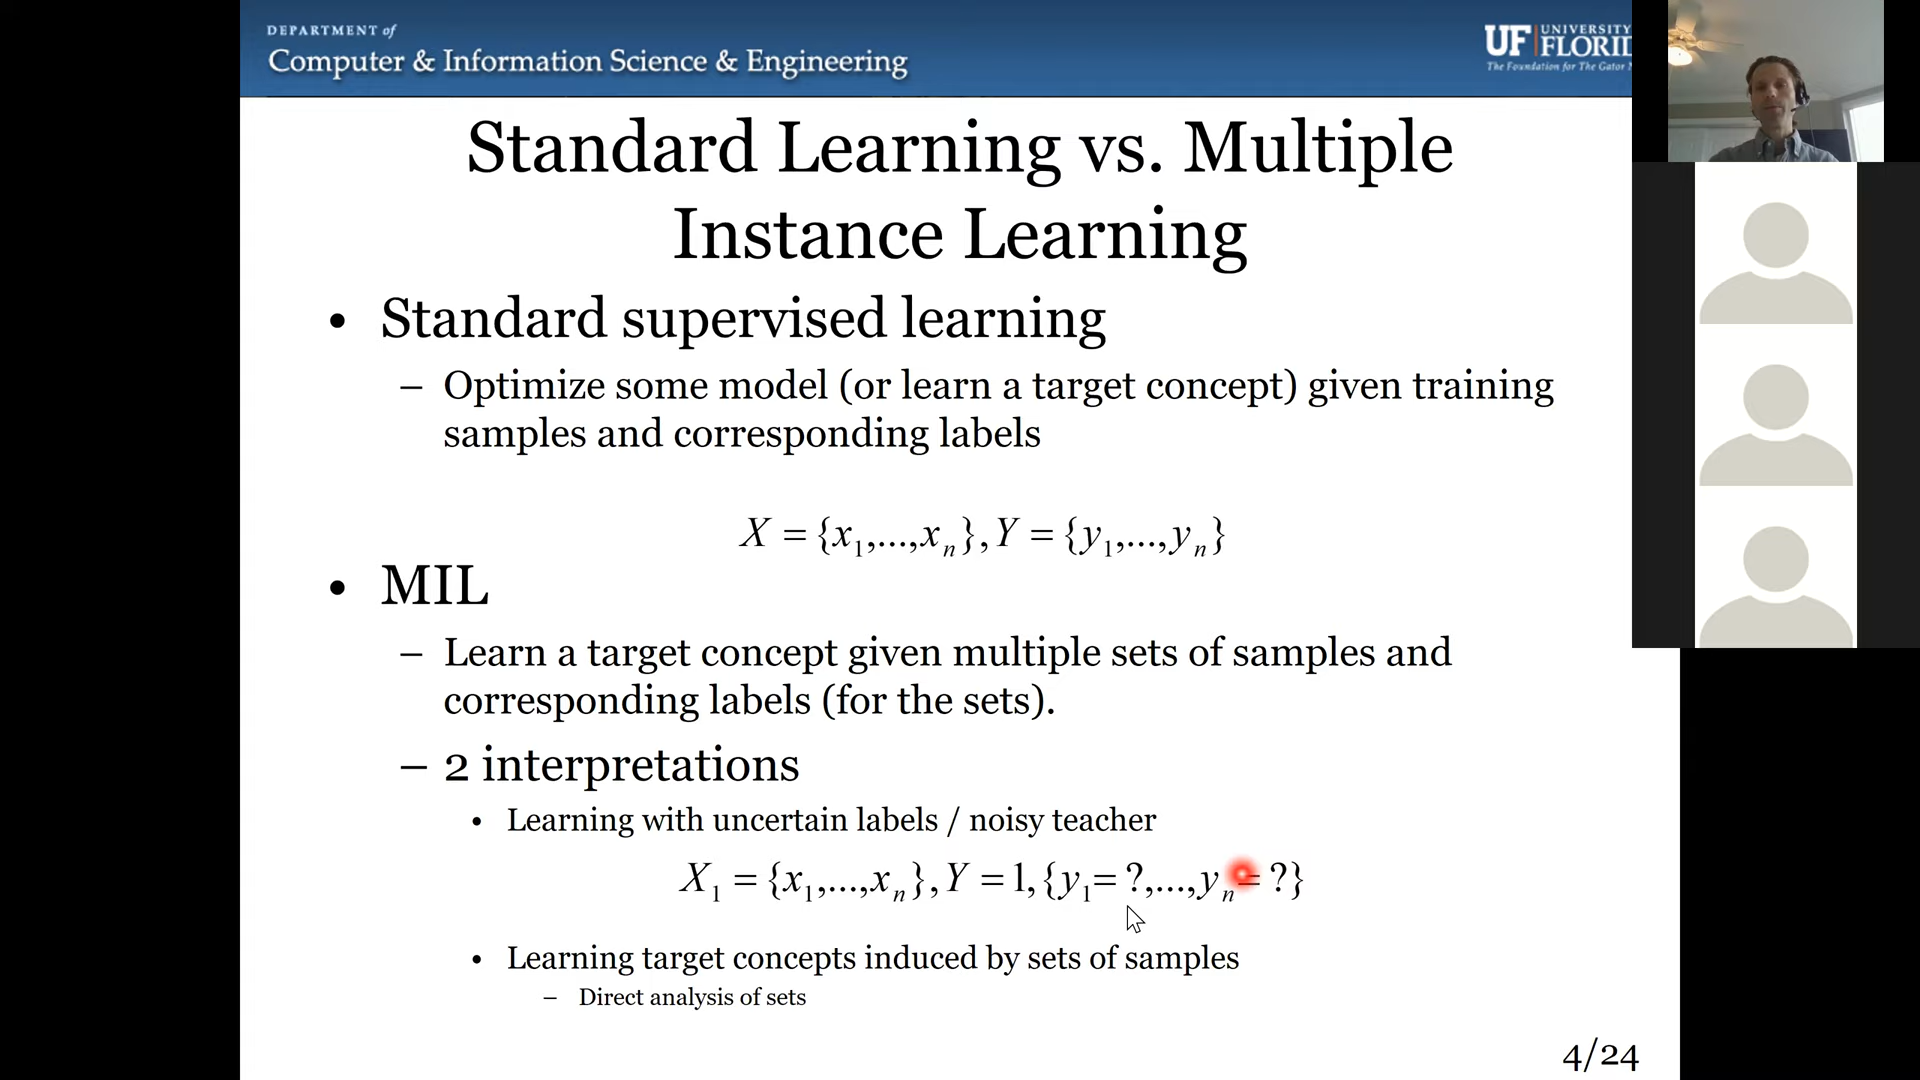 DEPARTMENT of
Computer & Information Science & Engineering
UF UNIVERSITY
FLORI
The Foundation for The Gator
Standard Learning vs. Multiple
Instance Learning
• Standard supervised learning
– Optimize some model (or learn a target concept) given training
samples and corresponding labels
X = {x₁,...,xₙ}, Y = {y₁,...,yₙ}
• MIL
– Learn a target concept given multiple sets of samples and
corresponding labels (for the sets).
– 2 interpretations
• Learning with uncertain labels / noisy teacher
X₁ = {x₁,...,xₙ}, Y = 1, {y₁= ?,...,yₙ= ?}
• Learning target concepts induced by sets of samples
– Direct analysis of sets
4/24